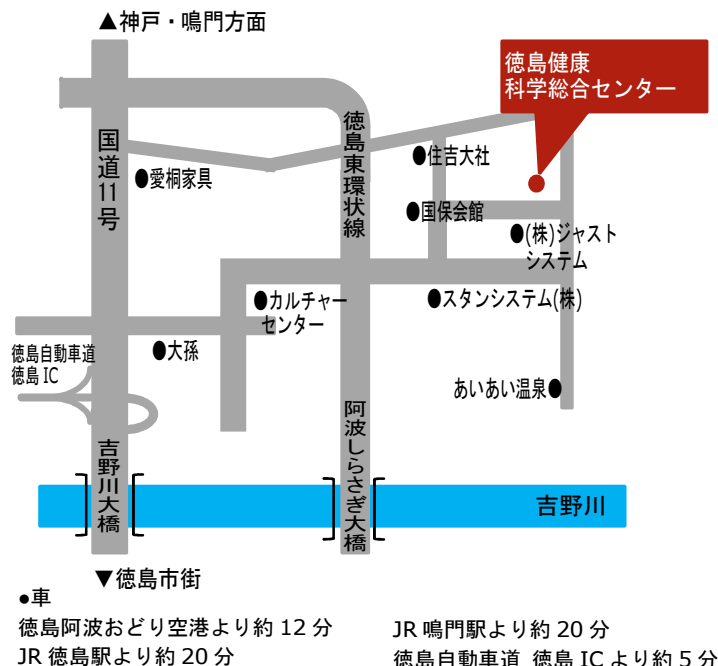 ▲神戸・鳴門方面
徳島健康
科学総合センター
国道11号
徳島東環状線
●住吉大社
●愛桐家具
●国保会館
●(株)ジャスト
システム
●カルチャー
センター
●スタンシステム(株)
徳島自動車道
徳島 IC
●大孫
あいあい温泉●
吉野川大橋
阿波しらさぎ大橋
吉野川
▼徳島市街
●車
徳島阿波おどり空港より約 12 分
JR 鳴門駅より約 20 分
JR 徳島駅より約 20 分
徳島自動車道 徳島 IC より約 5 分